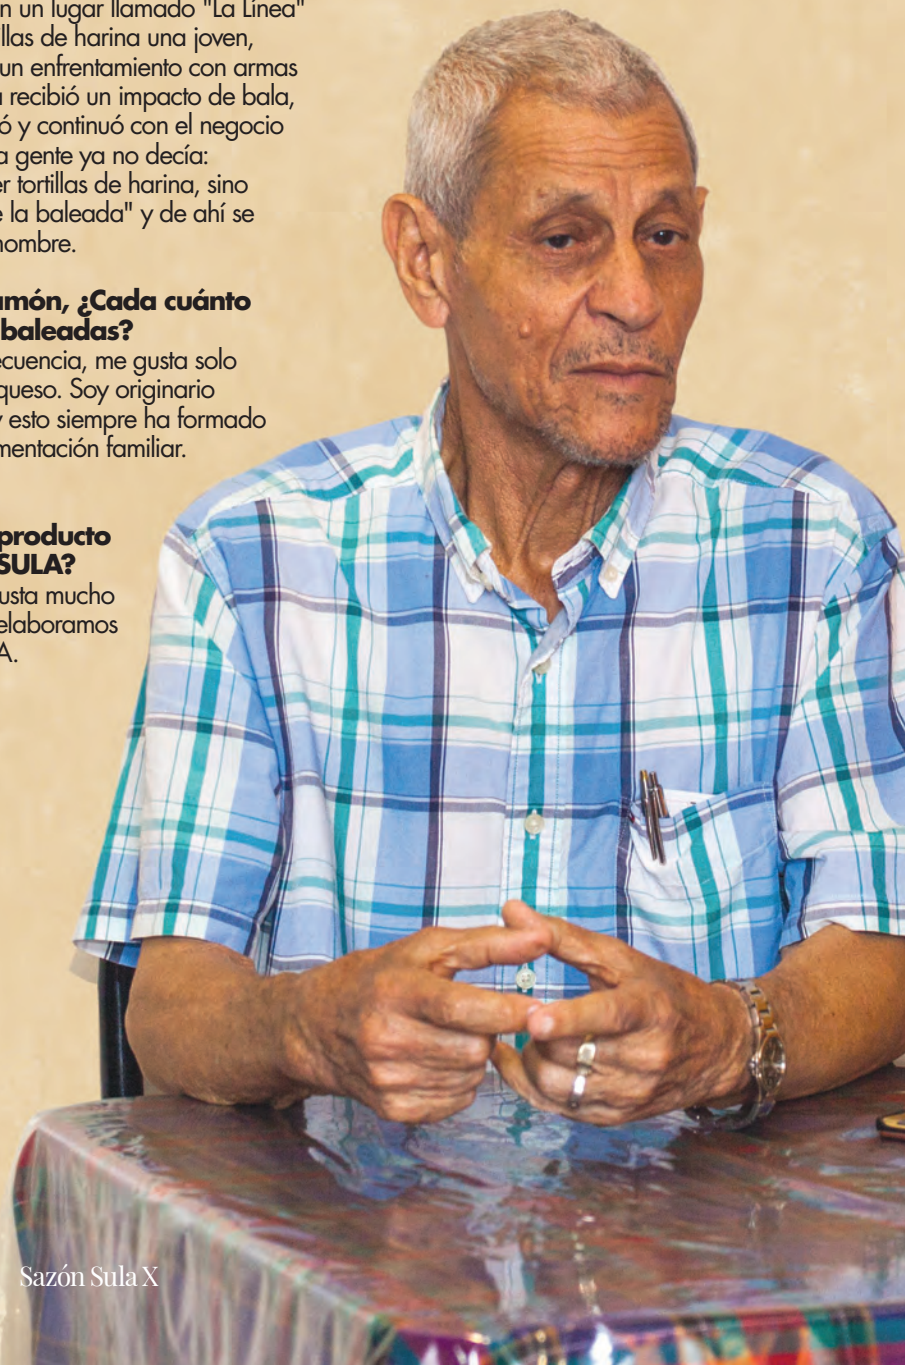 n un lugar llamado "La Línea"
llas de harina una joven,
un enfrentamiento con armas
recibió un impacto de bala,
ó y continuó con el negocio
a gente ya no decía:
er tortillas de harina, sino
e la baleada" y de ahí se
nombre.
amón, ¿Cada cuánto
baleadas?
ecuencia, me gusta solo
queso. Soy originario
y esto siempre ha formado
mentación familiar.
producto
SULA?
usta mucho
elaboramos
A.
Sazón Sula X